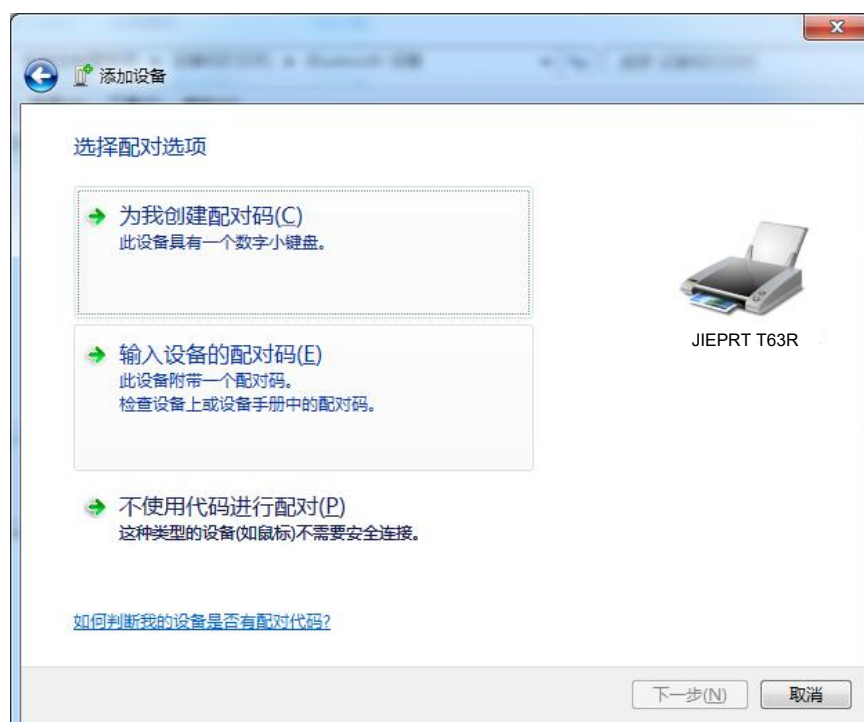 添加设备
选择配对选项
为我创建配对码(C)
此设备具有一个数字小键盘。
输入设备的配对码(E)
此设备附带一个配对码。
检查设备上或设备手册中的配对码。
不使用代码进行配对(P)
这种类型的设备(如鼠标)不需要安全连接。
如何判断我的设备是否有配对代码?
JIEPRT T63R
下一步(N)
取消